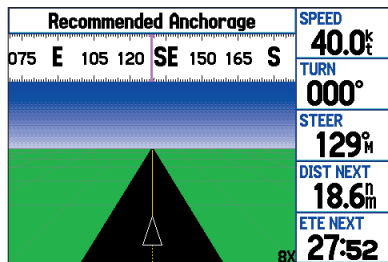 Recommended Anchorage
075 E 105 120 SE 150 165 S
8X
SPEED
40.0kt
TURN
000°
STEER
129°M
DIST NEXT
18.6nm
ETE NEXT
27:52